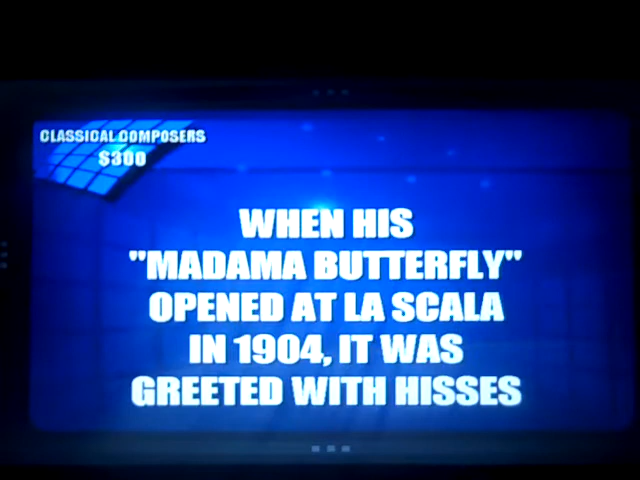 CLASSICAL COMPOSERS
$300
WHEN HIS
"MADAMA BUTTERFLY"
OPENED AT LA SCALA
IN 1904, IT WAS
GREETED WITH HISSES